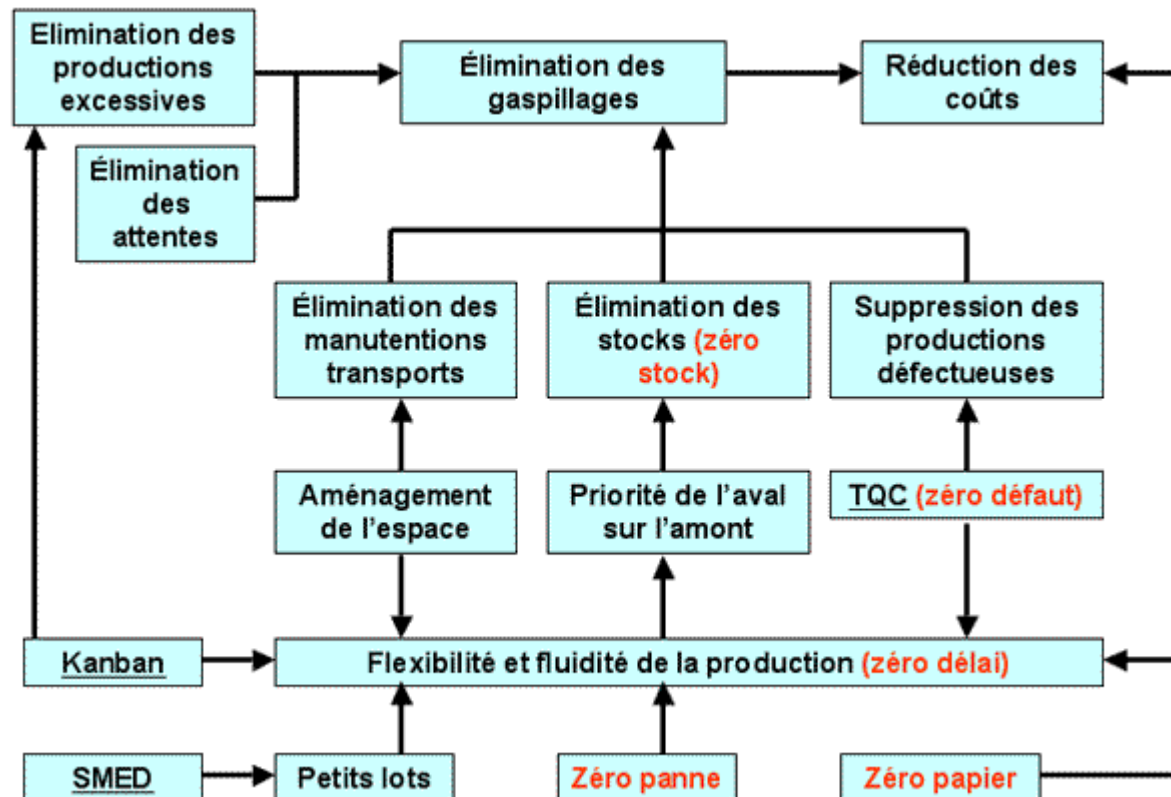 Elimination des
productions
excessives
Élimination des
gaspillages
Réduction des
coûts
Élimination
des
attentes
Élimination des
manutentions
transports
Élimination des
stocks (zéro
stock)
Suppression des
productions
défectueuses
Aménagement
de l'espace
Priorité de l'aval
sur l'amont
TQC (zéro défaut)
Kanban
Flexibilité et fluidité de la production (zéro délai)
SMED
Petits lots
Zéro panne
Zéro papier